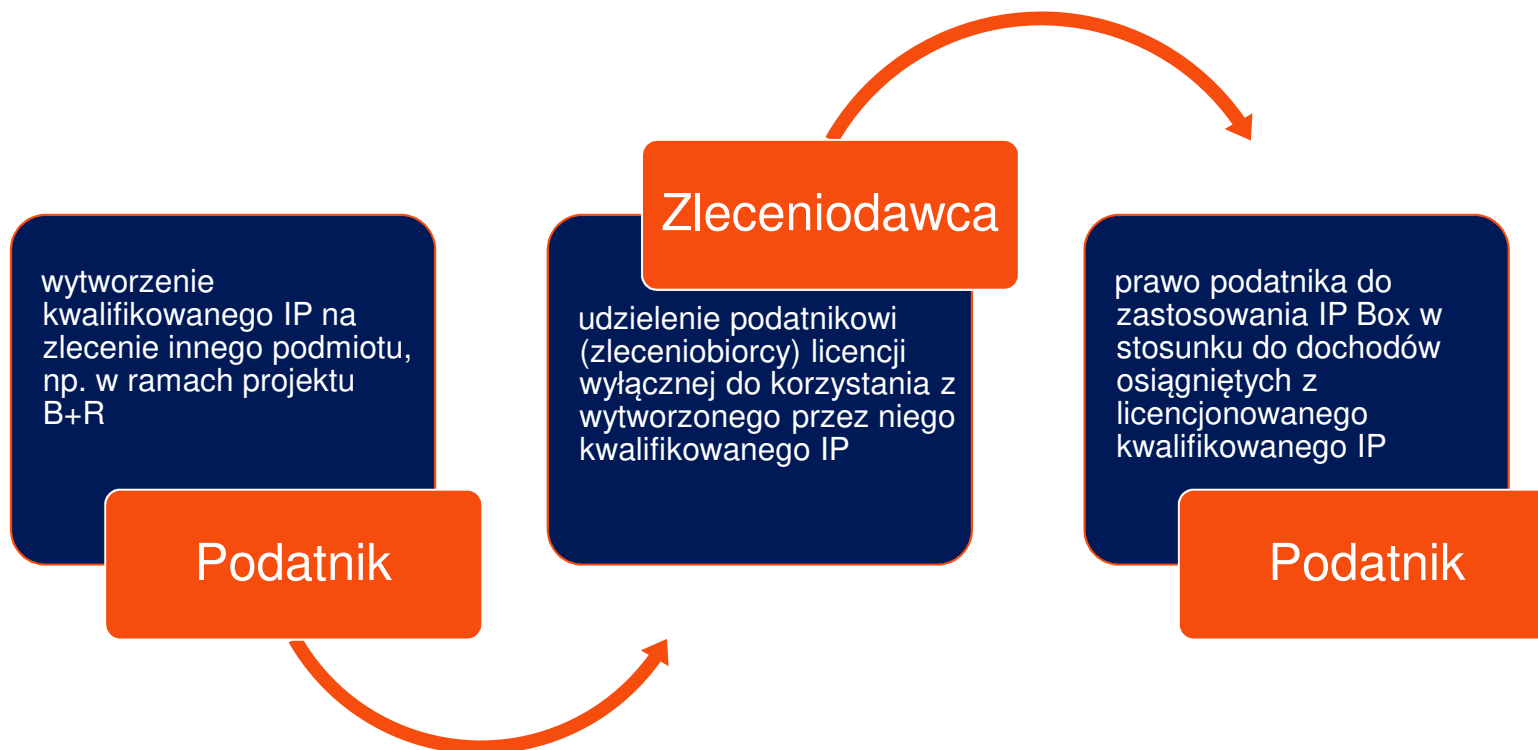 wytworzenie
kwalifikowanego IP na
zlecenie innego podmiotu,
np. w ramach projektu
B+R
Podatnik
Zleceniodawca
udzielenie podatnikowi
(zleceniobiorcy) licencji
wyłącznej do korzystania z
wytworzonego przez niego
kwalifikowanego IP
prawo podatnika do
zastosowania IP Box w
stosunku do dochodów
osiągniętych z
licencjonowanego
kwalifikowanego IP
Podatnik